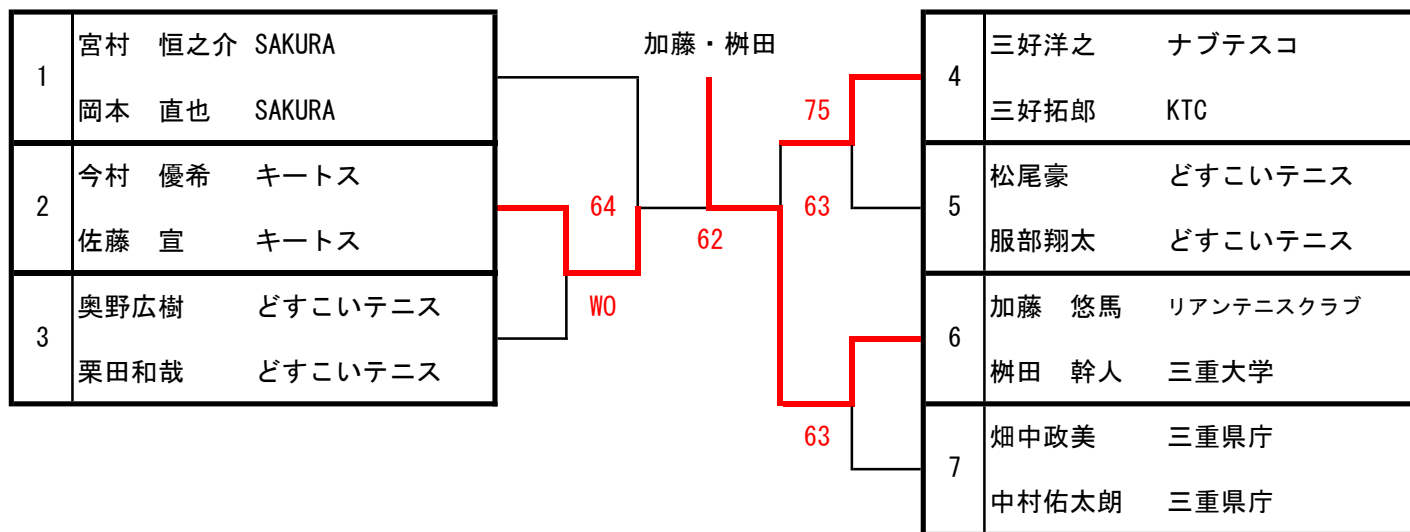 加藤・桝田
1
宮村　恒之介 SAKURA
岡本　直也 SAKURA
2
今村　優希 キートス
佐藤　宣 キートス
3
奥野広樹 どすこいテニス
栗田和哉 どすこいテニス
64
WO
62
75
63
63
4
三好洋之 ナブテスコ
三好拓郎 KTC
5
松尾豪 どすこいテニス
服部翔太 どすこいテニス
6
加藤　悠馬 リアンテニスクラブ
桝田　幹人 三重大学
7
畑中政美 三重県庁
中村佑太朗 三重県庁